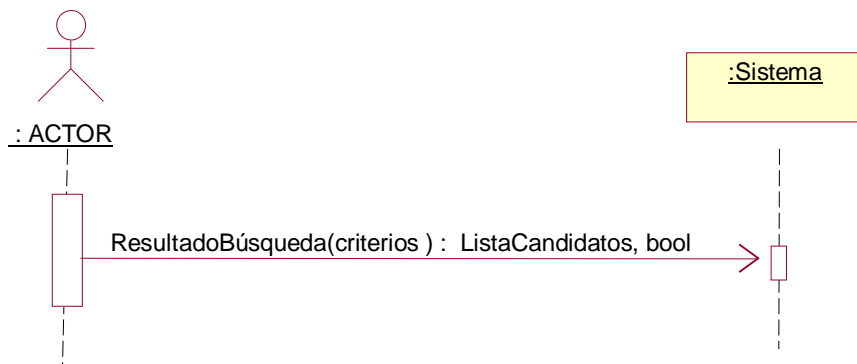 :Sistema
: ACTOR
ResultadoBúsqueda(criterios ) : ListaCandidatos, bool